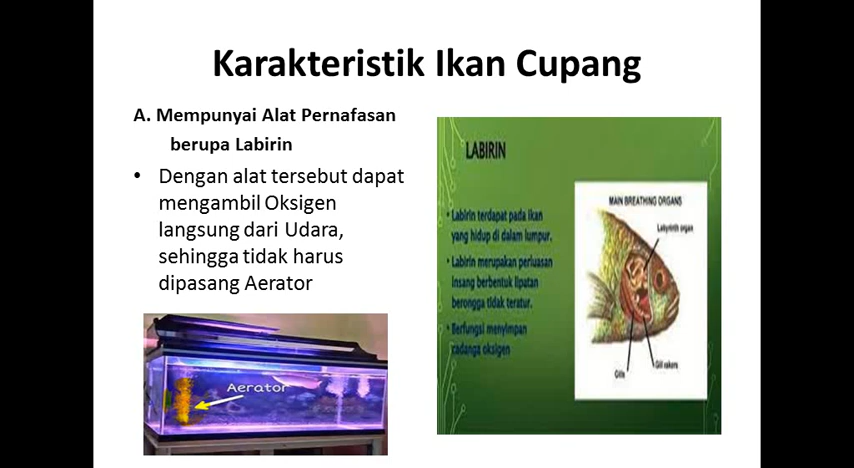 Karakteristik Ikan Cupang
A. Mempunyai Alat Pernafasan
berupa Labirin
• Dengan alat tersebut dapat
mengambil Oksigen
langsung dari Udara,
sehingga tidak harus
dipasang Aerator
Aerator
LABIRIN
• Labirin terdapat pada ikan
yang hidup di dalam lumpur.
• Labirin merupakan perluasan
insang berbentuk lipatan
berongga tidak teratur.
• Berfungsi menyimpan
cadanga oksigen
MAIN BREATHING ORGANS
Labyrinth organ
Gills
Gill rakers